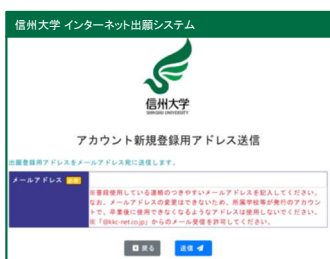 信州大学 インターネット出願システム
信州大学
SHINSHU UNIVERSITY
アカウント新規登録用アドレス送信
出願登録用アドレスをメールアドレス宛に送信します。
メールアドレス 必須
※普段使用している連絡のつきやすいメールアドレスを記入してください。
なお、メールアドレスの変更はできないため、所属学校等が発行のアカウン
トで、卒業後に使用できなくなるようなアドレスは使用しないでください。
※「@kkc-net.co.jp」からのメール受信を許可してください。
戻る
送信